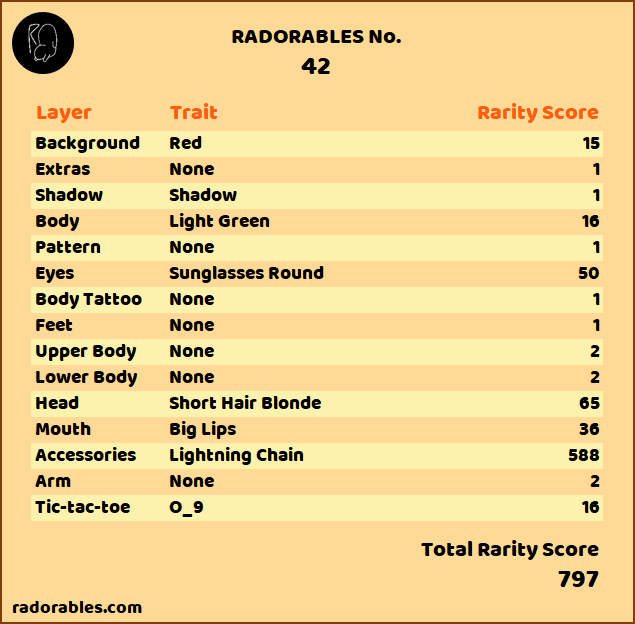 RADORABLES No.
42
Layer Trait Rarity Score
Background Red 15
Extras None 1
Shadow Shadow 1
Body Light Green 16
Pattern None 1
Eyes Sunglasses Round 50
Body Tattoo None 1
Feet None 1
Upper Body None 2
Lower Body None 2
Head Short Hair Blonde 65
Mouth Big Lips 36
Accessories Lightning Chain 588
Arm None 2
Tic-tac-toe O_9 16
Total Rarity Score
797
radorables.com